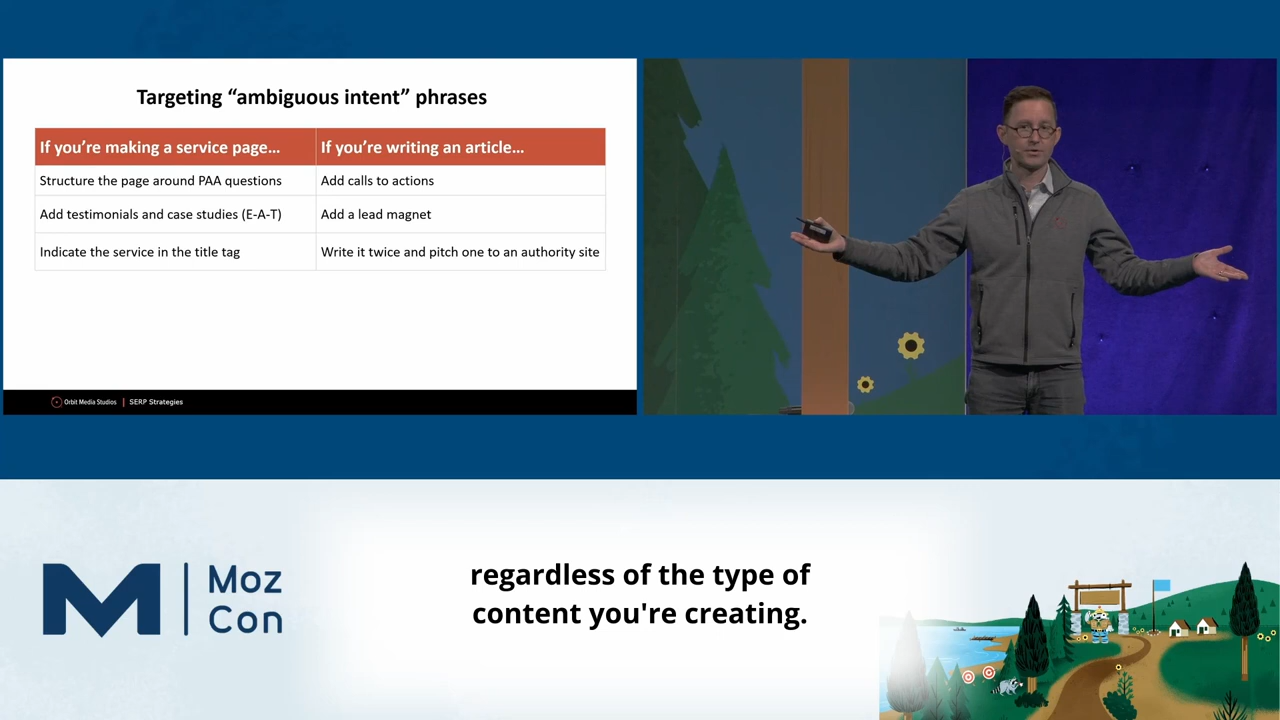 Targeting “ambiguous intent” phrases
If you’re making a service page…
If you’re writing an article…
Structure the page around PAA questions
Add calls to actions
Add testimonials and case studies (E-A-T)
Add a lead magnet
Indicate the service in the title tag
Write it twice and pitch one to an authority site
Orbit Media Studios | SERP Strategies
Moz
Con
regardless of the type of
content you're creating.